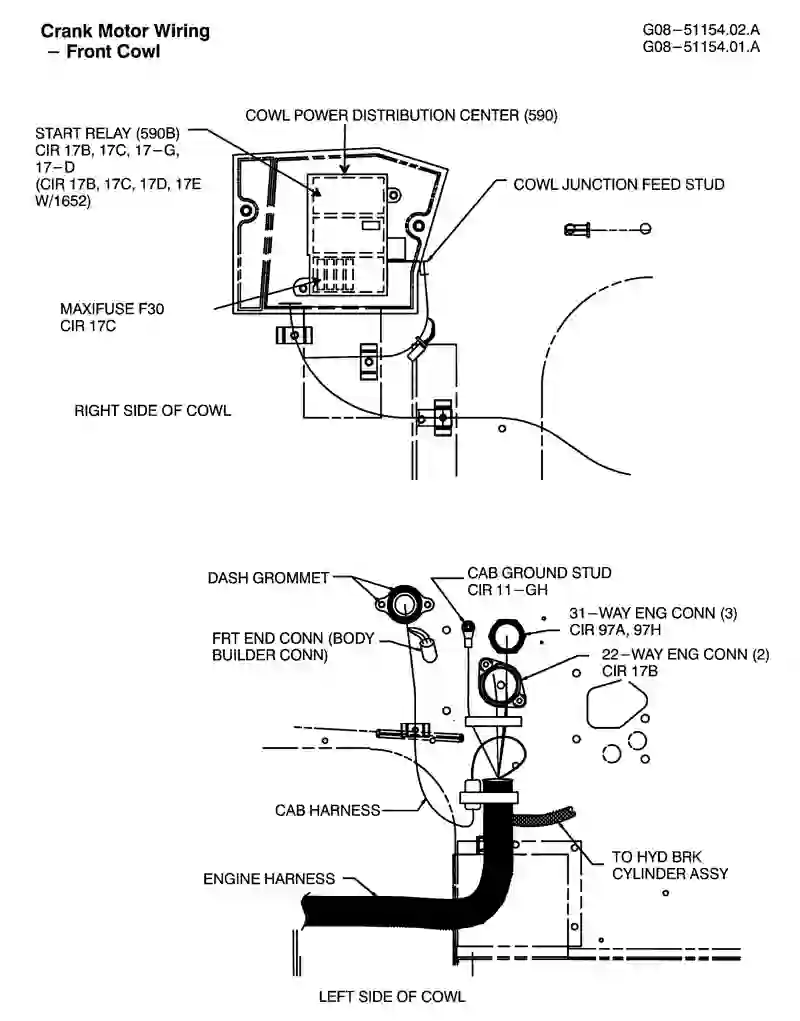 Crank Motor Wiring
– Front Cowl
G08–51154.02.A
G08–51154.01.A
COWL POWER DISTRIBUTION CENTER (590)
START RELAY (590B)
CIR 17B, 17C, 17–G,
17–D
(CIR 17B, 17C, 17D, 17E
W/1652)
COWL JUNCTION FEED STUD
MAXIFUSE F30
CIR 17C
RIGHT SIDE OF COWL
DASH GROMMET
CAB GROUND STUD
CIR 11–GH
31–WAY ENG CONN (3)
CIR 97A, 97H
FRT END CONN (BODY
BUILDER CONN)
22–WAY ENG CONN (2)
CIR 17B
CAB HARNESS
TO HYD BRK
CYLINDER ASSY
ENGINE HARNESS
LEFT SIDE OF COWL